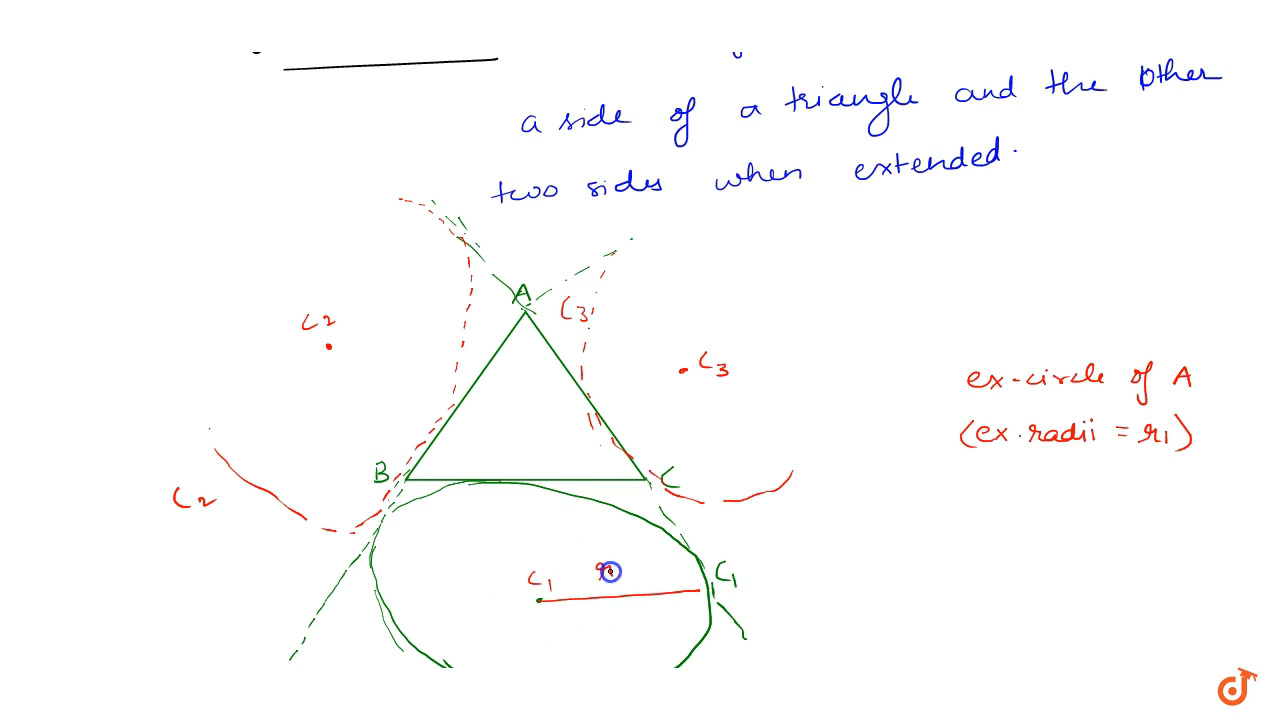 a side of a triangle and the other
two sides when extended.
A
C3
C2
C3
ex-circle of A
(ex.radii = r1)
B
C
C2
C1
C1